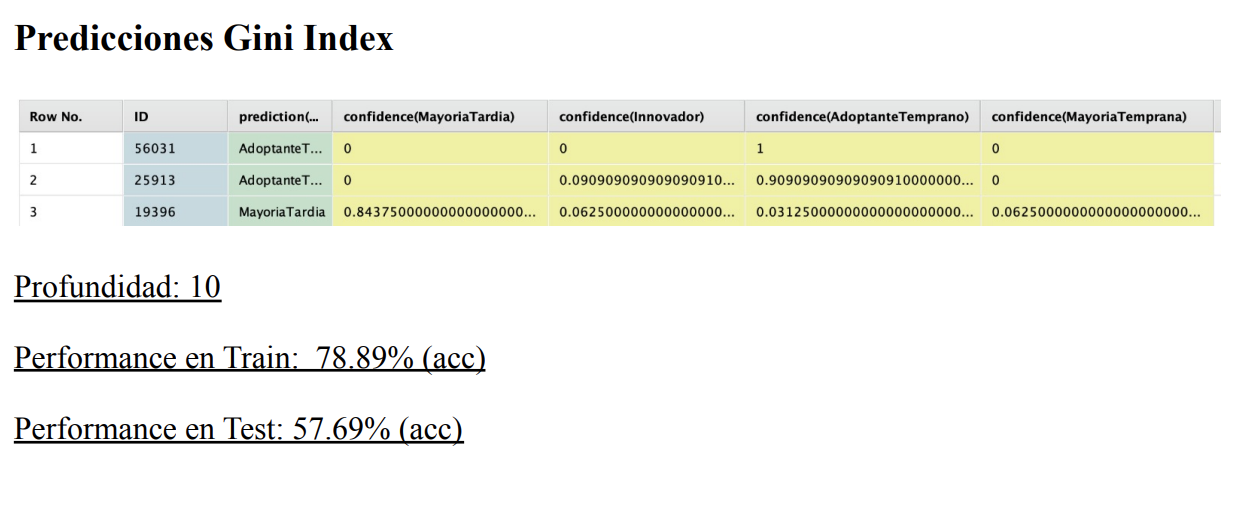 Predicciones Gini Index
Row No. ID prediction(... confidence(MayoriaTardia) confidence(Innovador) confidence(AdoptanteTemprano) confidence(MayoriaTemprana)
1 56031 AdoptanteT... 0 0 1 0
2 25913 AdoptanteT... 0 0.090909090909090910... 0.90909090909090910000000... 0
3 19396 MayoriaTardia 0.84375000000000000000... 0.062500000000000000... 0.03125000000000000000000... 0.0625000000000000000000...
Profundidad: 10
Performance en Train:  78.89% (acc)
Performance en Test: 57.69% (acc)